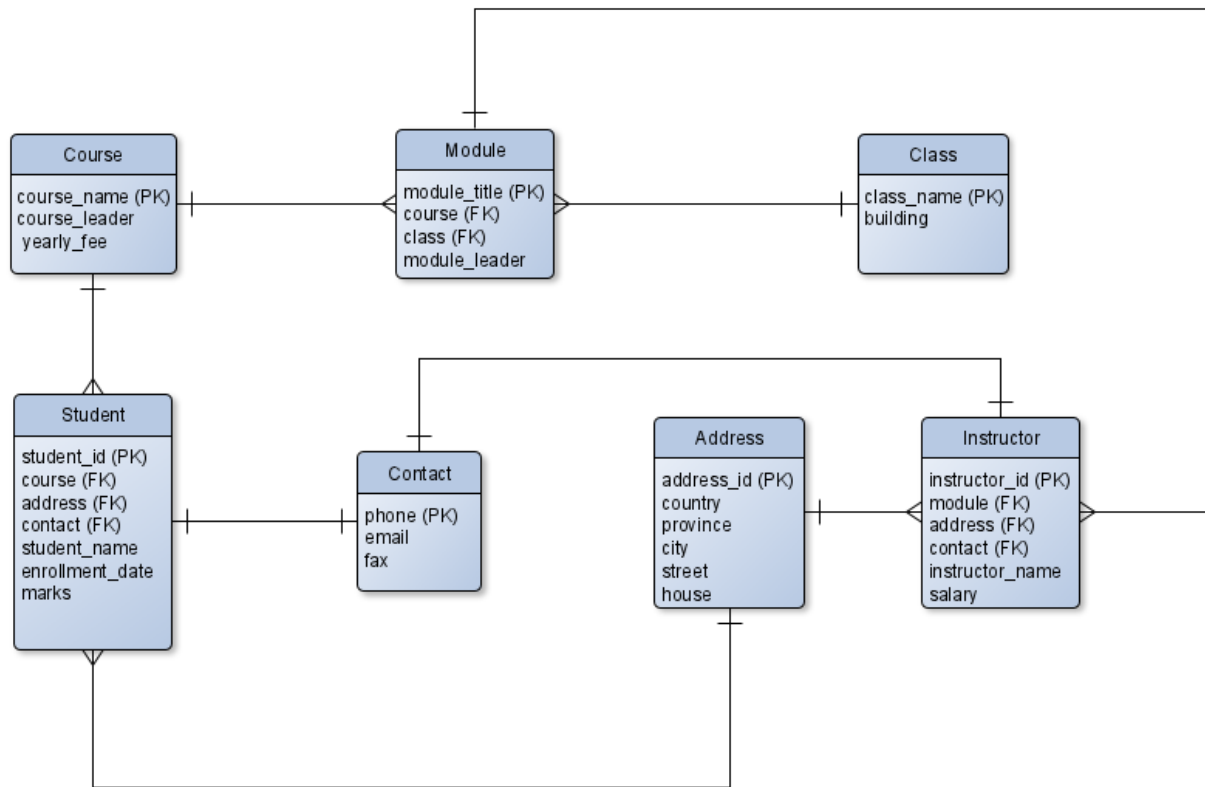 Course
course_name (PK)
course_leader
yearly_fee
Module
module_title (PK)
course (FK)
class (FK)
module_leader
Class
class_name (PK)
building
Student
student_id (PK)
course (FK)
address (FK)
contact (FK)
student_name
enrollment_date
marks
Contact
phone (PK)
email
fax
Address
address_id (PK)
country
province
city
street
house
Instructor
instructor_id (PK)
module (FK)
address (FK)
contact (FK)
instructor_name
salary